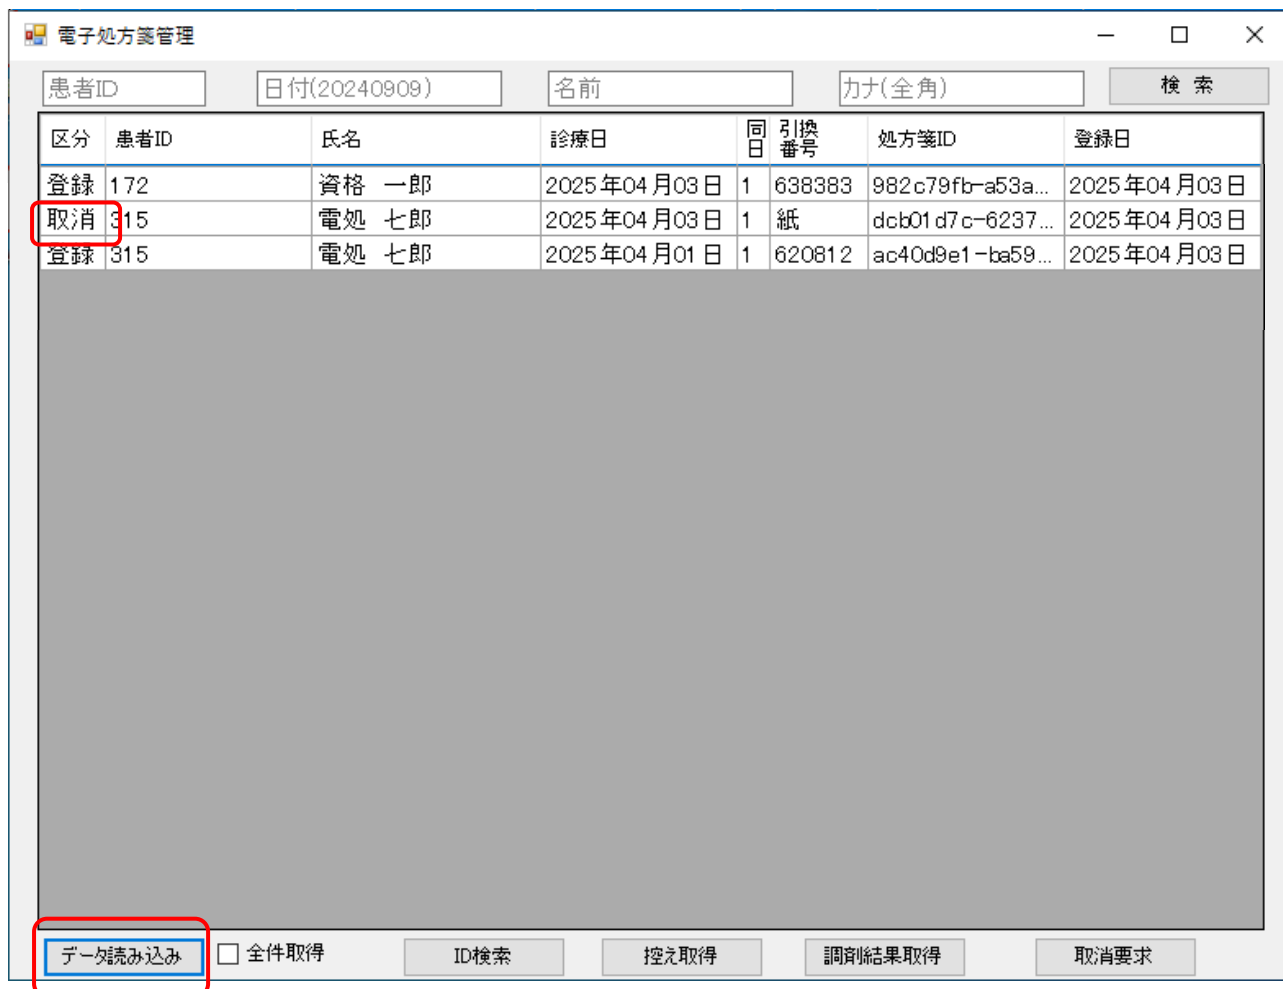 電子処方箋管理
患者ID 日付(20240909) 名前 カナ(全角) 検 索
区分 患者ID 氏名 診療日 同日 引換番号 処方箋ID 登録日
登録 172 資格 一郎 2025年04月03日 1 638383 982c79fb-a53a... 2025年04月03日
取消 315 電処 七郎 2025年04月03日 1 紙 dcb01d7c-6237... 2025年04月03日
登録 315 電処 七郎 2025年04月01日 1 620812 ac40d9e1-ba59... 2025年04月03日
データ読み込み 全件取得 ID検索 控え取得 調剤結果取得 取消要求